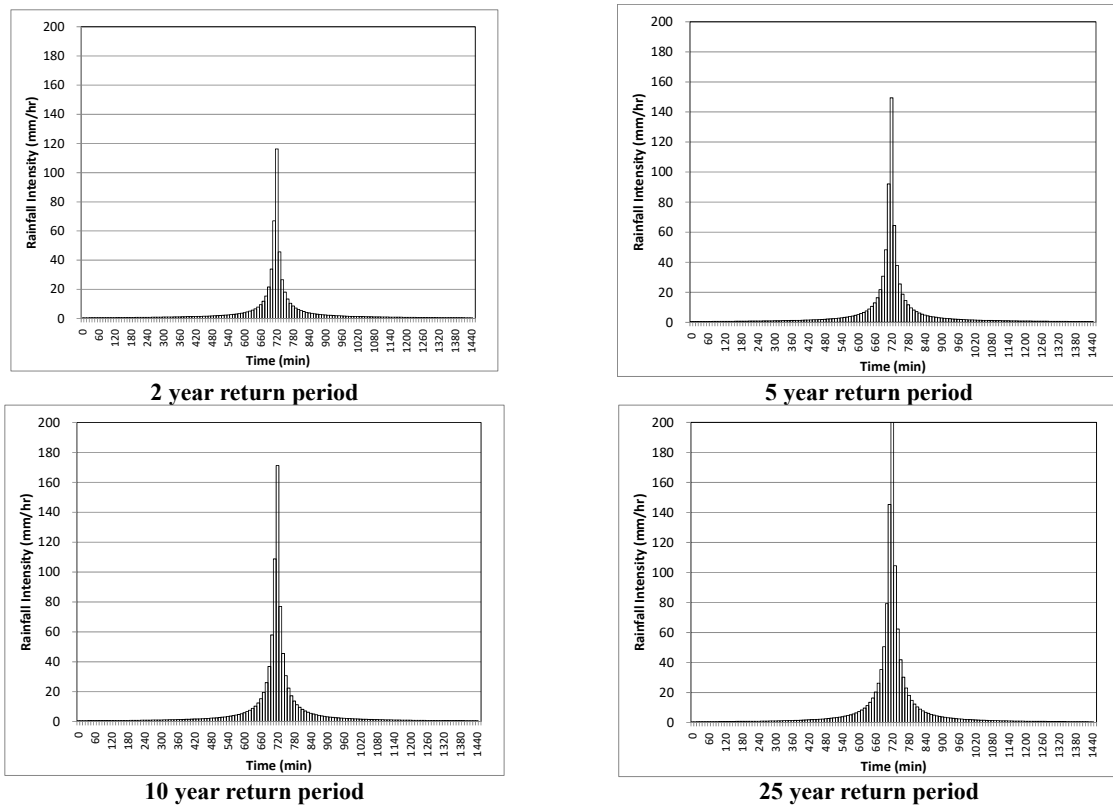 200
180
160
140
120
100
80
60
40
20
0
Rainfall Intensity (mm/hr)
0 60 120 180 240 300 360 420 480 540 600 660 720 780 840 900 960 1020 1080 1140 1200 1260 1320 1380 1440
Time (min)
2 year return period
200
180
160
140
120
100
80
60
40
20
0
Rainfall Intensity (mm/hr)
0 60 120 180 240 300 360 420 480 540 600 660 720 780 840 900 960 1020 1080 1140 1200 1260 1320 1380 1440
Time (min)
5 year return period
200
180
160
140
120
100
80
60
40
20
0
Rainfall Intensity (mm/hr)
0 60 120 180 240 300 360 420 480 540 600 660 720 780 840 900 960 1020 1080 1140 1200 1260 1320 1380 1440
Time (min)
10 year return period
200
180
160
140
120
100
80
60
40
20
0
Rainfall Intensity (mm/hr)
0 60 120 180 240 300 360 420 480 540 600 660 720 780 840 900 960 1020 1080 1140 1200 1260 1320 1380 1440
Time (min)
25 year return period